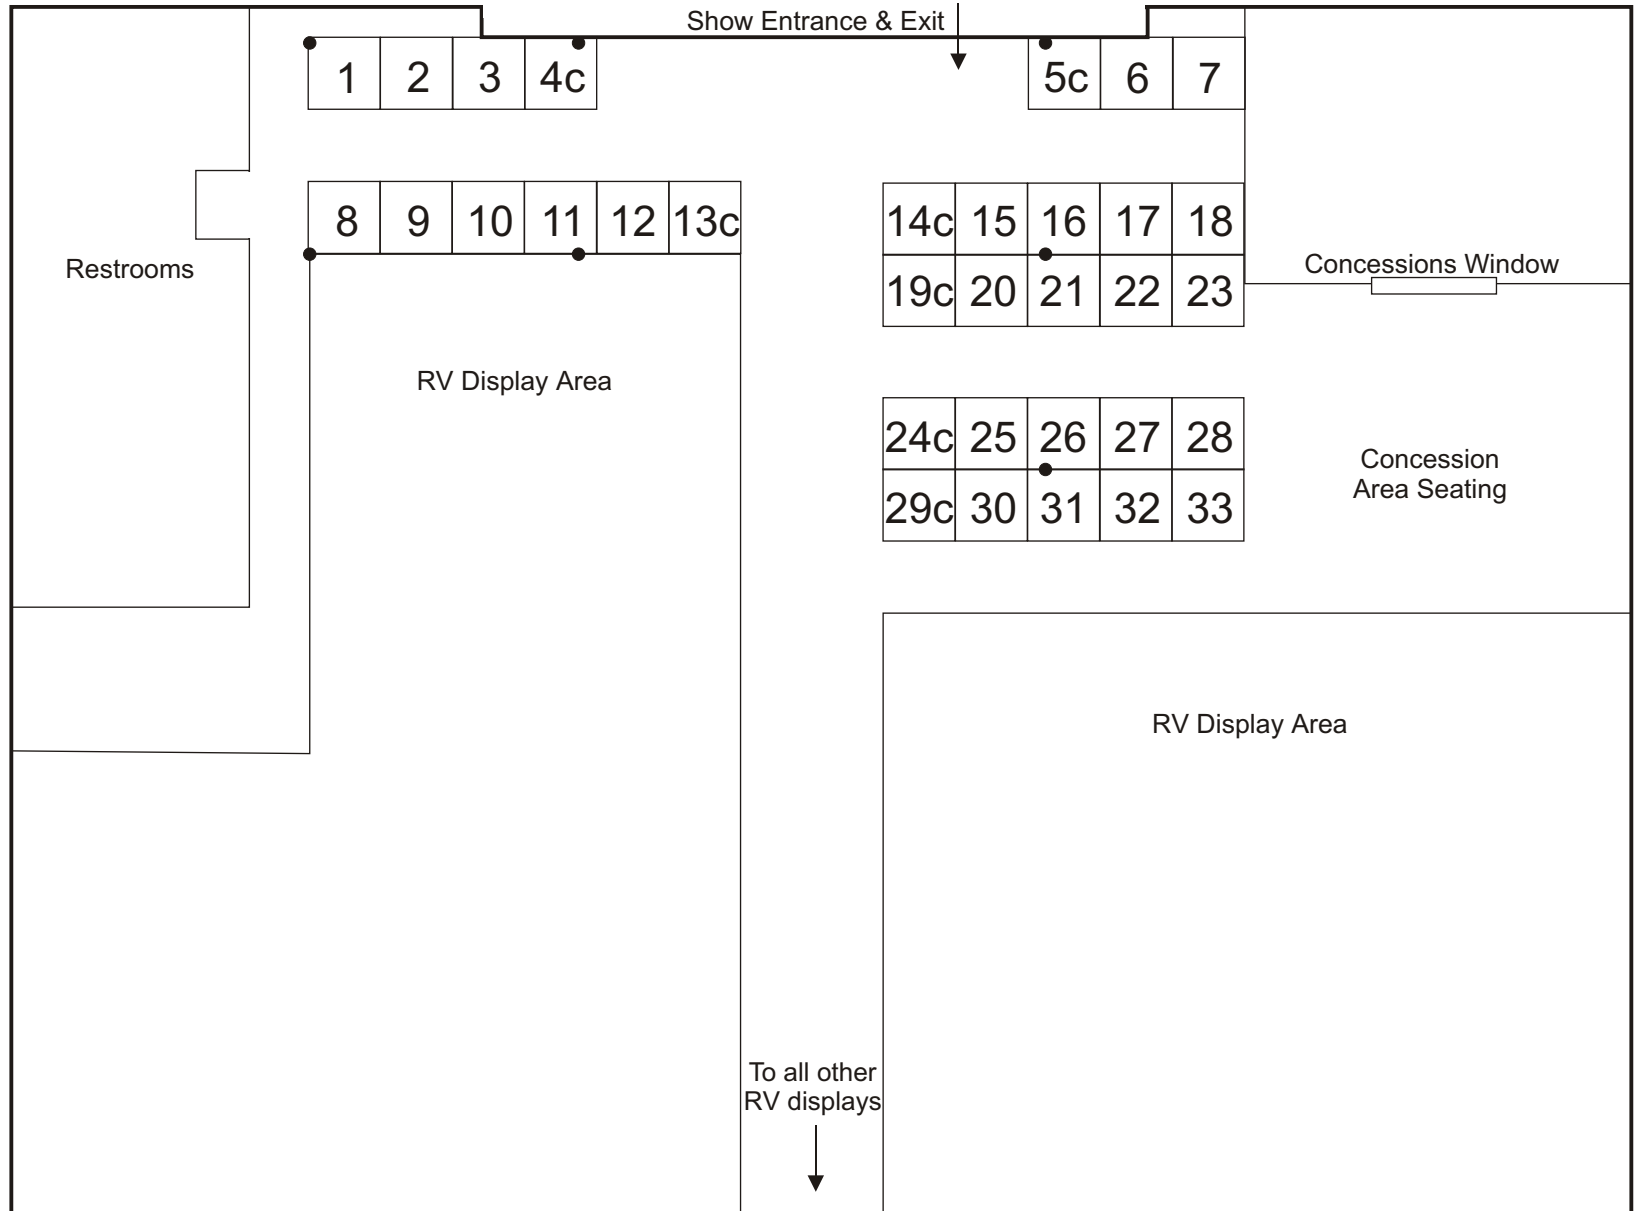 Show Entrance & Exit
1 2 3 4c 5c 6 7
8 9 10 11 12 13c 14c 15 16 17 18
Restrooms
Concessions Window
19c 20 21 22 23
RV Display Area
24c 25 26 27 28
Concession
Area Seating
29c 30 31 32 33
RV Display Area
To all other
RV displays